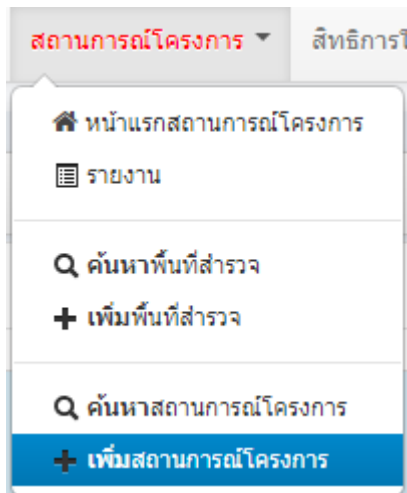 สถานการณ์โครงการ สิทธิการ
หน้าแรกสถานการณ์โครงการ
รายงาน
ค้นหาพื้นที่สำรวจ
เพิ่มพื้นที่สำรวจ
ค้นหาสถานการณ์โครงการ
เพิ่มสถานการณ์โครงการ